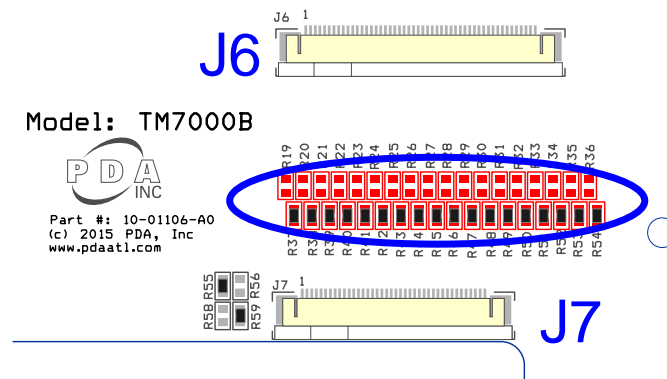 J6 1
J6
Model: TM7000B
PDA
INC
Part #: 10-01106-A0
(c) 2015 PDA, Inc
www.pdaatl.com
R19 R20 R21 R22 R23 R24 R25 R26 R27 R28 R29 R30 R31 R32 R33 R34 R35 R36
R37 R38 R39 R40 R41 R42 R43 R44 R45 R46 R47 R48 R49 R50 R51 R52 R53 R54
R55 R56
R58 R59
J7 1
J7